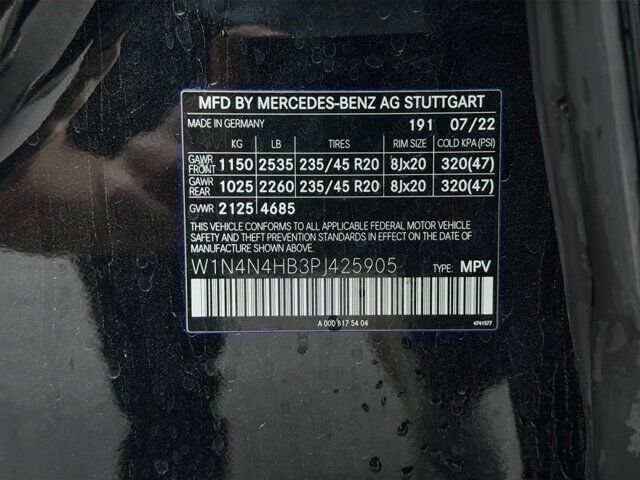 MFD BY MERCEDES-BENZ AG STUTTGART
MADE IN GERMANY 191 07/22
KG LB TIRES RIM SIZE COLD KPA (PSI)
GAWR FRONT 1150 2535 235/45 R20 8Jx20 320(47)
GAWR REAR 1025 2260 235/45 R20 8Jx20 320(47)
GVWR 2125 4685
THIS VEHICLE CONFORMS TO ALL APPLICABLE FEDERAL MOTOR VEHICLE
SAFETY AND THEFT PREVENTION STANDARDS IN EFFECT ON THE DATE
OF MANUFACTURE SHOWN ABOVE.
W1N4N4HB3PJ425905 TYPE: MPV
A 000 817 54 04 4741577